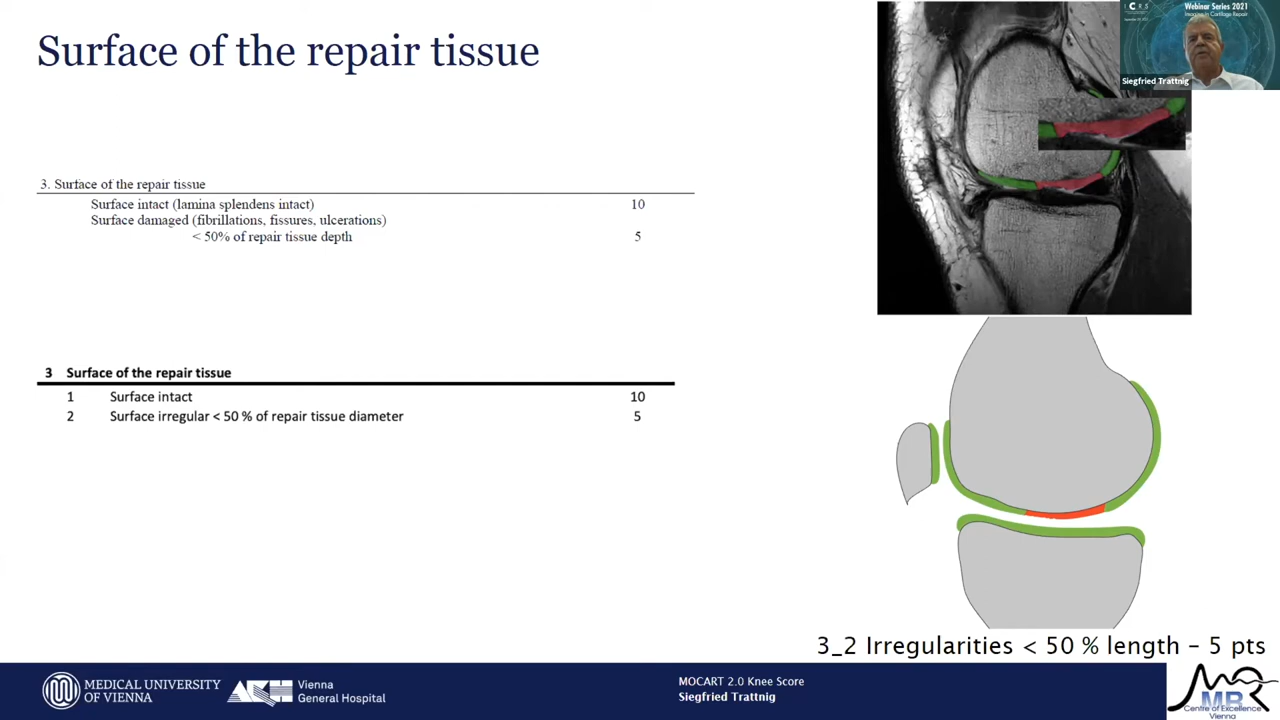 Surface of the repair tissue
I C R S
Webinar Series 2021
Imaging in Cartilage Repair
Siegfried Trattnig
3. Surface of the repair tissue
Surface intact (lamina splendens intact) 10
Surface damaged (fibrillations, fissures, ulcerations)
< 50% of repair tissue depth 5
3 Surface of the repair tissue
1 Surface intact 10
2 Surface irregular < 50 % of repair tissue diameter 5
3_2 Irregularities < 50 % length – 5 pts
MEDICAL UNIVERSITY
OF VIENNA
Vienna
General Hospital
MOCART 2.0 Knee Score
Siegfried Trattnig
MR
Centre of Excellence
Vienna